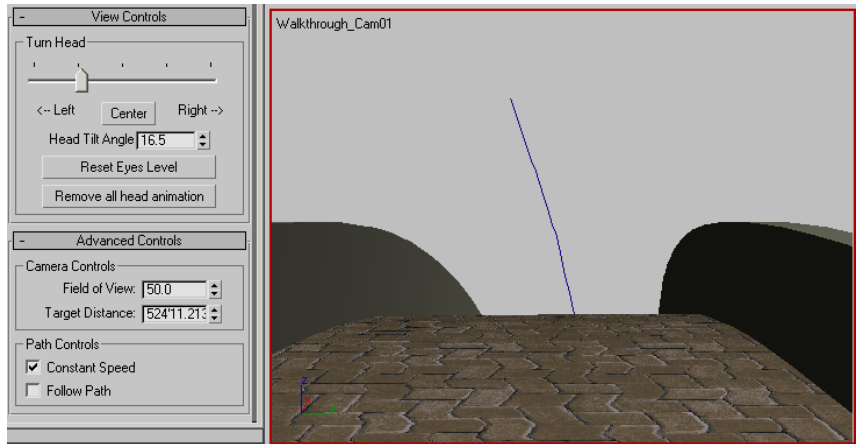 - View Controls
Turn Head
<-- Left Center Right -->
Head Tilt Angle 16.5
Reset Eyes Level
Remove all head animation
- Advanced Controls
Camera Controls
Field of View: 50.0
Target Distance: 524'11.213
Path Controls
Constant Speed
Follow Path
Walkthrough_Cam01
z